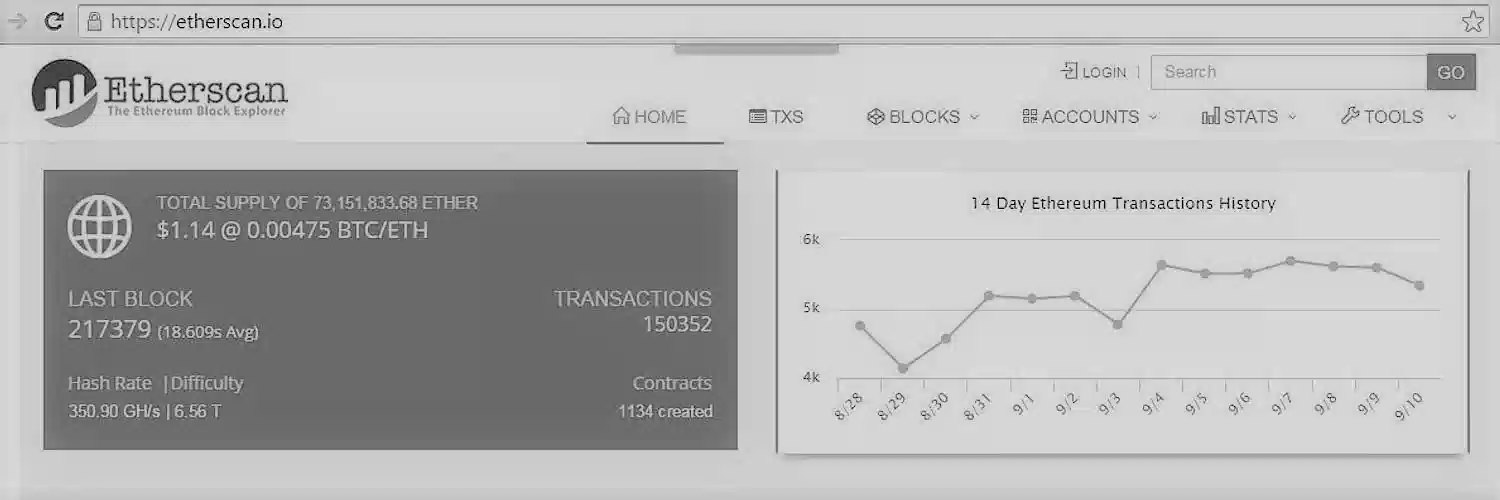 https://etherscan.io
Etherscan
The Ethereum Block Explorer
LOGIN |
Search
GO
HOME
TXS
BLOCKS
ACCOUNTS
STATS
TOOLS
TOTAL SUPPLY OF 73,151,833.68 ETHER
$1.14 @ 0.00475 BTC/ETH
LAST BLOCK
217379 (18.609s Avg)
TRANSACTIONS
150352
Hash Rate | Difficulty
350.90 GH/s | 6.56 T
Contracts
1134 created
14 Day Ethereum Transactions History
6k
5k
4k
8/28
8/29
8/30
8/31
9/1
9/2
9/3
9/4
9/5
9/6
9/7
9/8
9/9
9/10